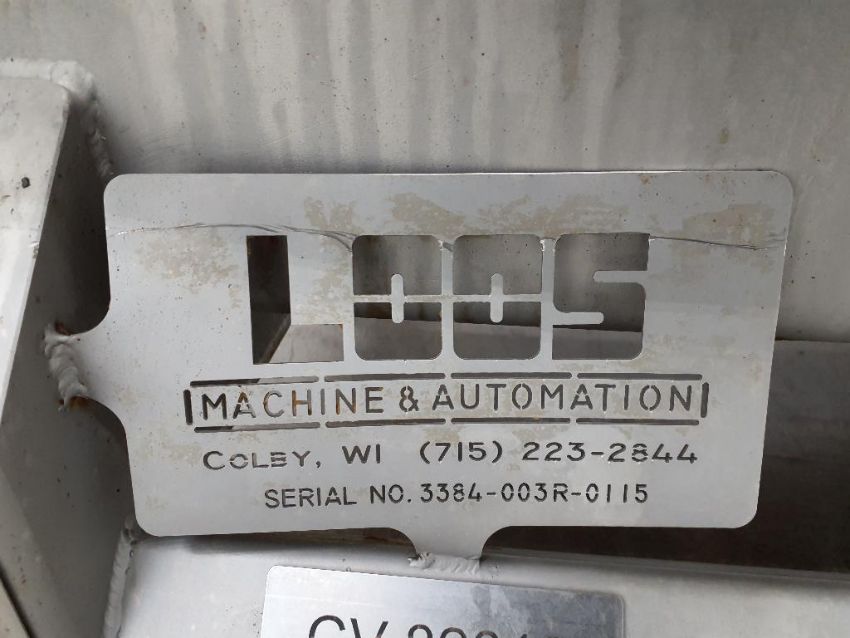 LOOS
MACHINE & AUTOMATION
COLBY, WI (715) 223-2844
SERIAL NO. 3384-003R-0115